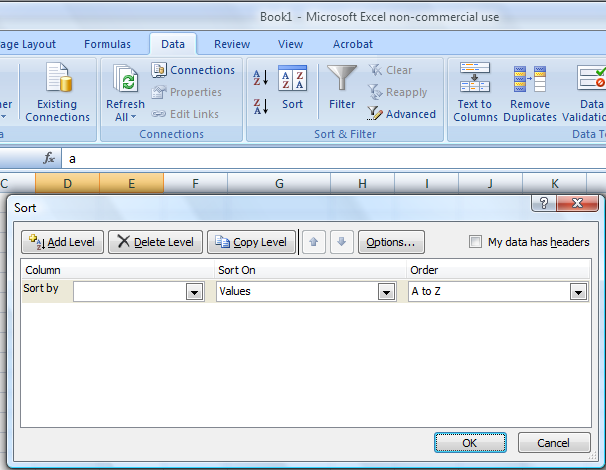 Book1 - Microsoft Excel non-commercial use
age Layout Formulas Data Review View Acrobat
Existing Connections
Refresh All
Connections
Properties
Edit Links
Connections
A Z
Z A
A Z Z A
Sort
Filter
Clear
Reapply
Advanced
Sort & Filter
Text to Columns
Remove Duplicates
Data Validation
Data T
fx a
C D E F G H I J K
Sort
Add Level Delete Level Copy Level Options... My data has headers
Column Sort On Order
Sort by Values A to Z
OK Cancel